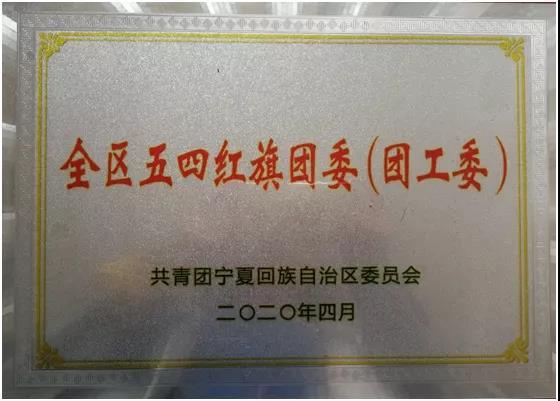 全区五四红旗团委(团工委)
共青团宁夏回族自治区委员会
二〇二〇年四月